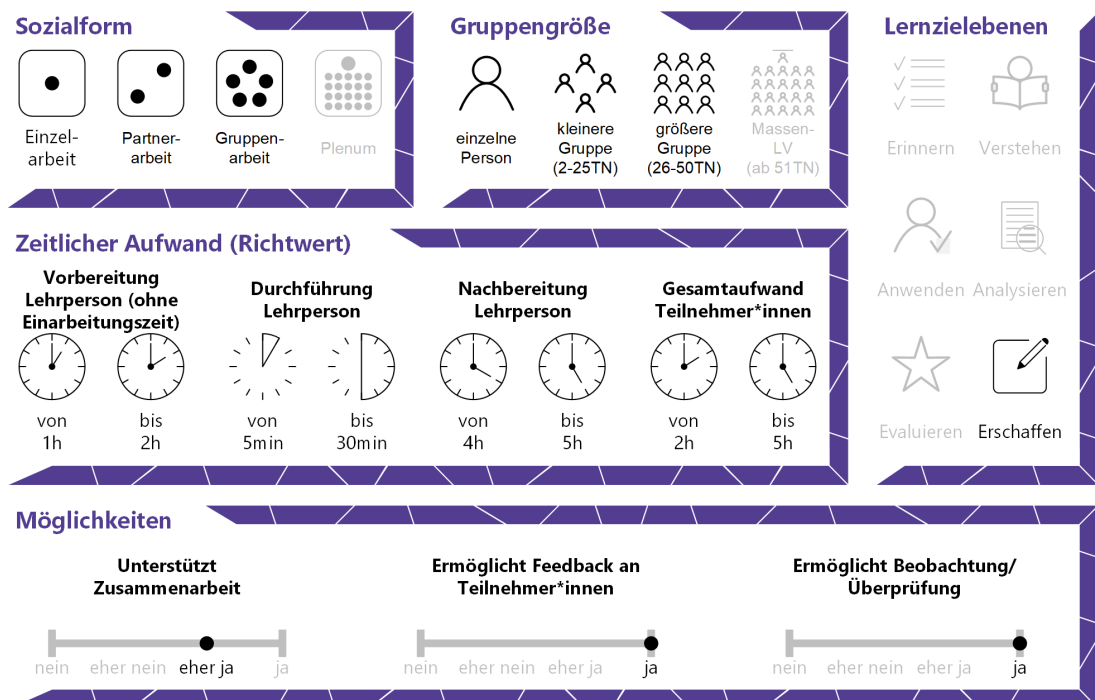 Sozialform
Einzel-
arbeit
Partner-
arbeit
Gruppen-
arbeit
Plenum
Gruppengröße
einzelne
Person
kleinere
Gruppe
(2-25TN)
größere
Gruppe
(26-50TN)
Massen-
LV
(ab 51TN)
Lernzielebenen
Erinnern
Verstehen
Anwenden
Analysieren
Evaluieren
Erschaffen
Zeitlicher Aufwand (Richtwert)
Vorbereitung
Lehrperson (ohne
Einarbeitungszeit)
von
1h
bis
2h
Durchführung
Lehrperson
von
5min
bis
30min
Nachbereitung
Lehrperson
von
4h
bis
5h
Gesamtaufwand
Teilnehmer*innen
von
2h
bis
5h
Möglichkeiten
Unterstützt
Zusammenarbeit
nein eher nein eher ja ja
Ermöglicht Feedback an
Teilnehmer*innen
nein eher nein eher ja ja
Ermöglicht Beobachtung/
Überprüfung
nein eher nein eher ja ja